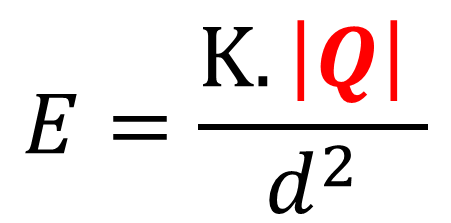 E = K. |Q| / d²